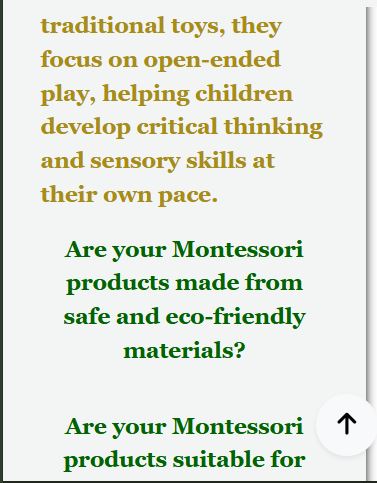 traditional toys, they
focus on open-ended
play, helping children
develop critical thinking
and sensory skills at
their own pace.
Are your Montessori
products made from
safe and eco-friendly
materials?
Are your Montessori
products suitable for